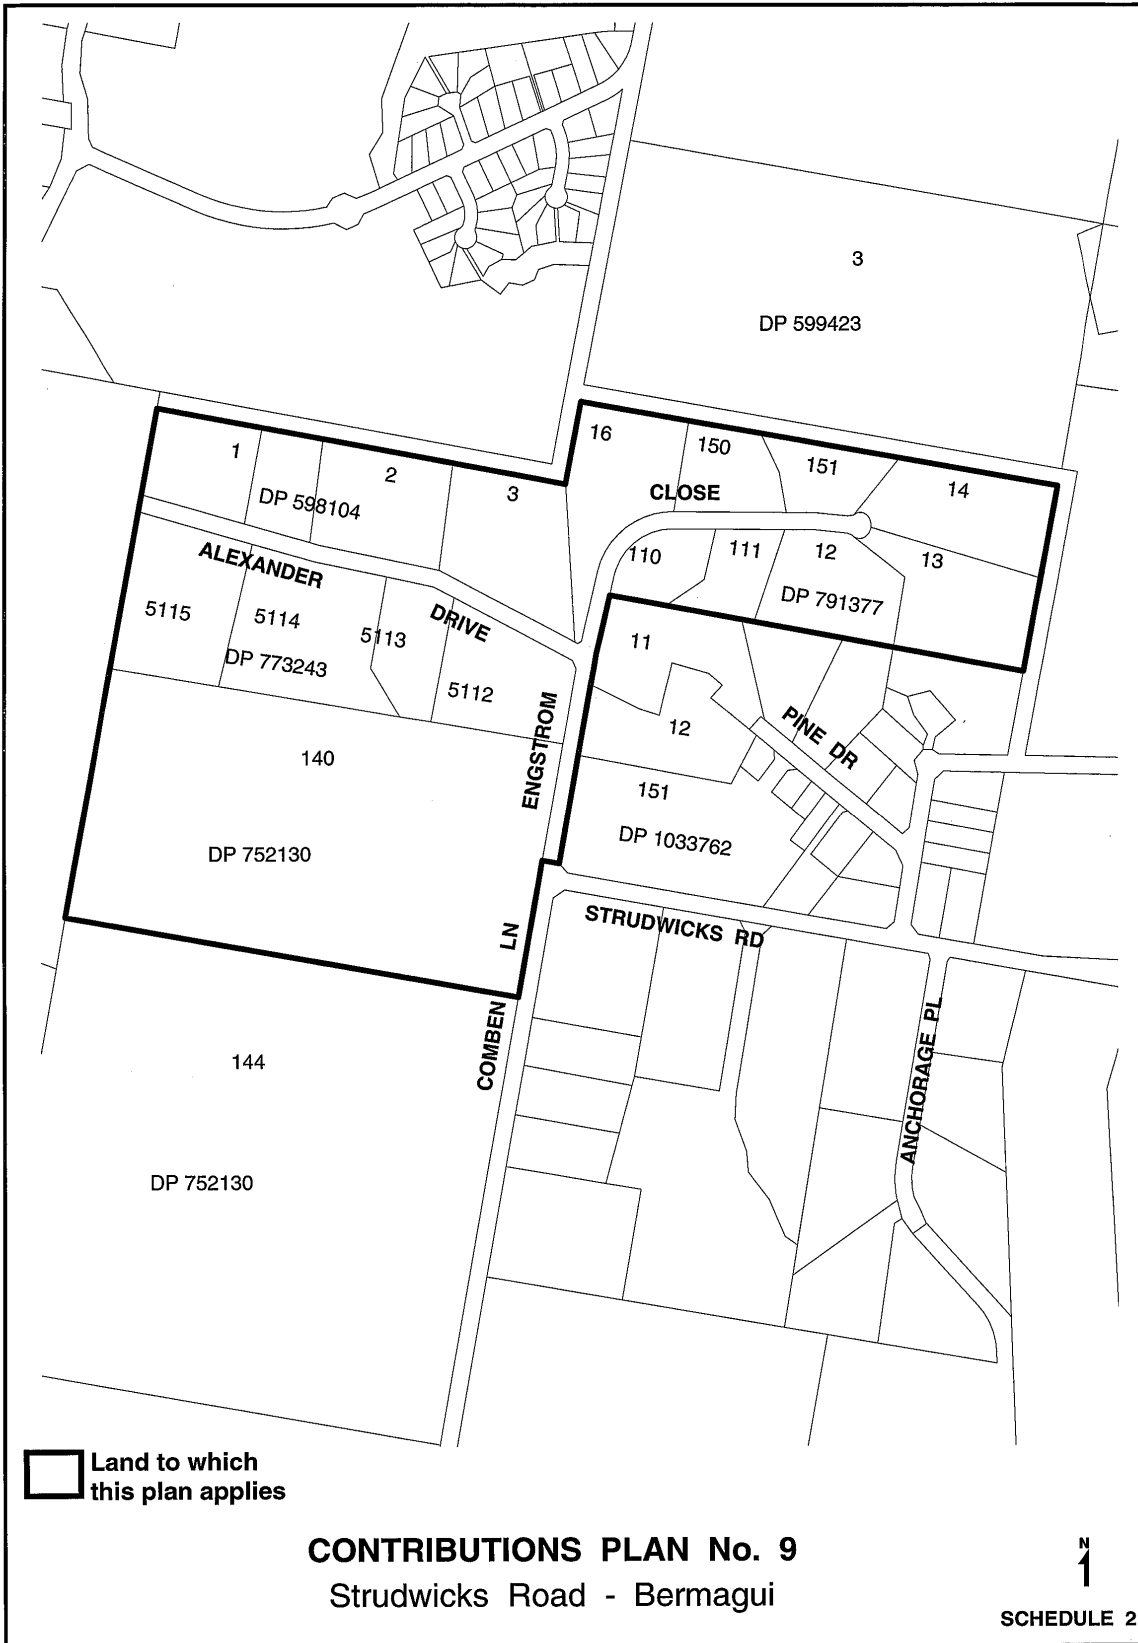 3
DP 599423
1
2
3
DP 598104
16
150
151
14
CLOSE
110
111
12
13
DP 791377
ALEXANDER
DRIVE
5115
5114
5113
5112
DP 773243
11
12
PINE DR
140
ENGSTROM
151
DP 1033762
DP 752130
LN
STRUDWICKS RD
COMBEN
ANCHORAGE PL
144
DP 752130
Land to which
this plan applies
CONTRIBUTIONS PLAN No. 9
Strudwicks Road - Bermagui
N
SCHEDULE 2